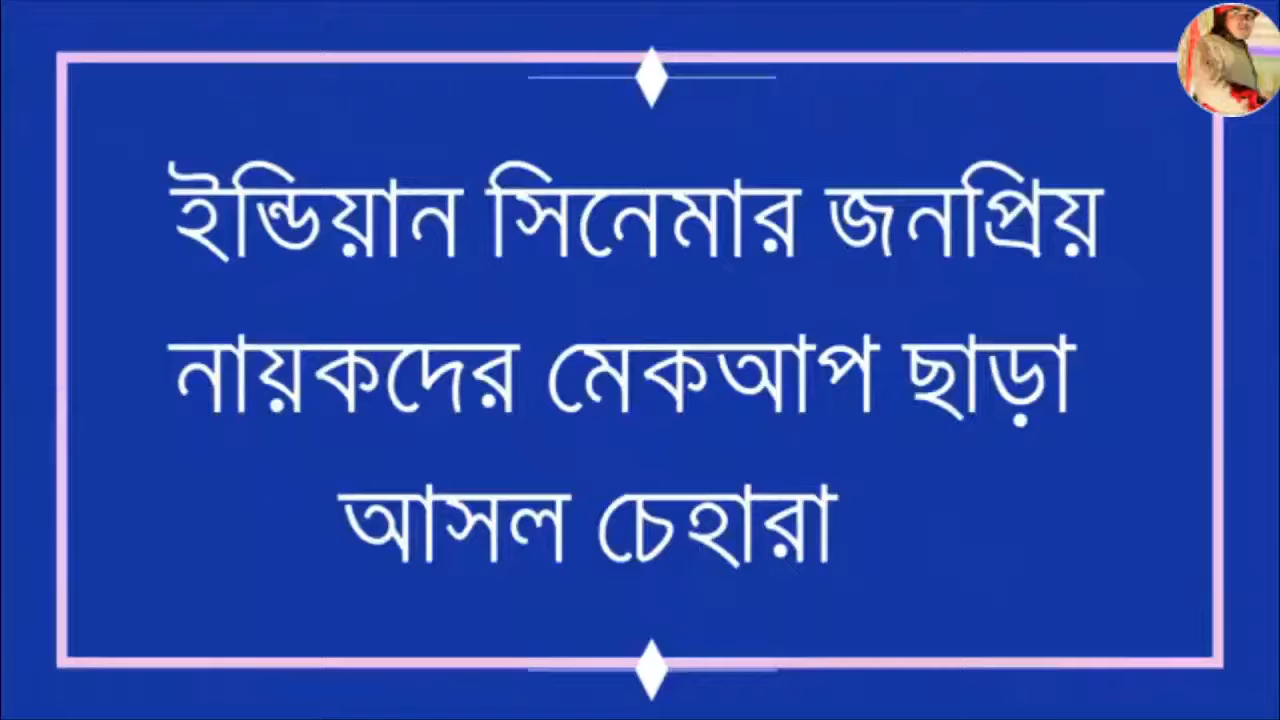 ইন্ডিয়ান সিনেমার জনপ্রিয়
নায়কদের মেকআপ ছাড়া
আসল চেহারা